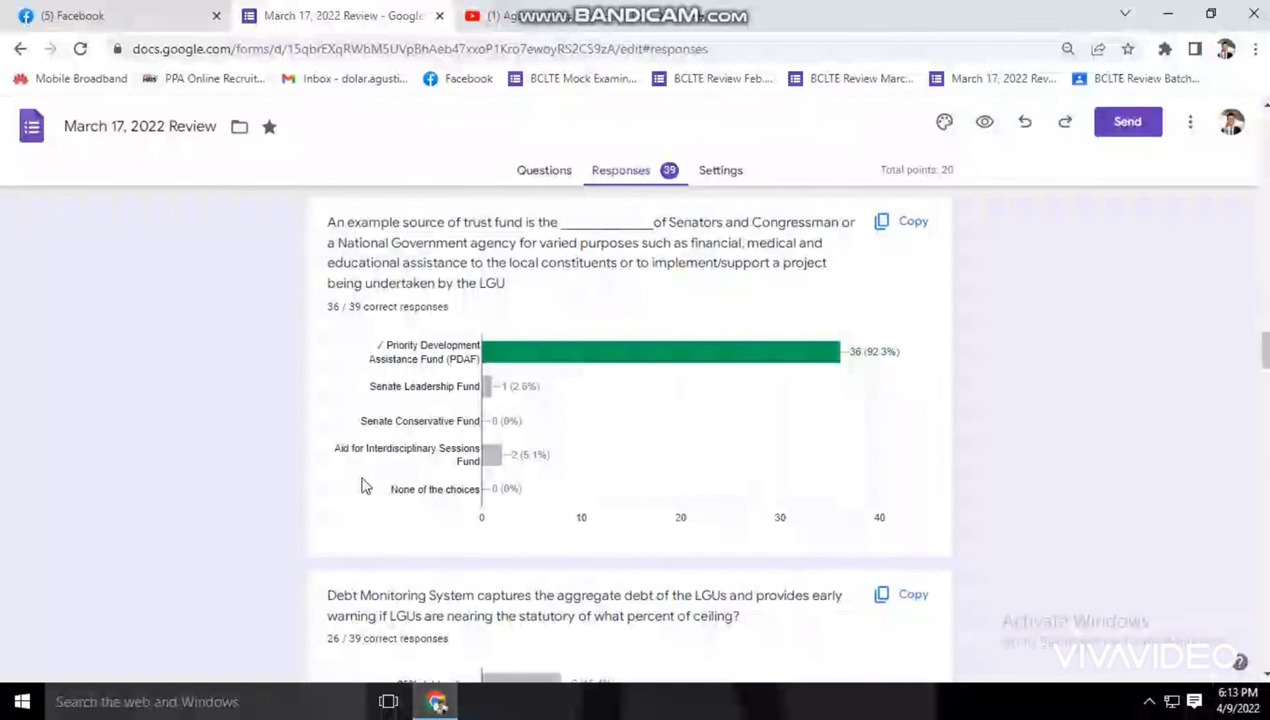 (5) Facebook
March 17, 2022 Review - Google
(1) Ag
www.BANDICAM.com
docs.google.com/forms/d/15qbrEXqRWbM5UVpBhAeb47xxoP1Kro7ewoyRS2CS9zA/edit#responses
Mobile Broadband
PPA Online Recruit...
Inbox - dolar.agusti...
Facebook
BCLTE Mock Examin...
BCLTE Review Feb....
BCLTE Review Marc...
March 17, 2022 Rev...
BCLTE Review Batch...
March 17, 2022 Review
Send
Questions
Responses 39
Settings
Total points: 20
An example source of trust fund is the _____________of Senators and Congressman or
a National Government agency for varied purposes such as financial, medical and
educational assistance to the local constituents or to implement/support a project
being undertaken by the LGU
Copy
36 / 39 correct responses
✓ Priority Development
Assistance Fund (PDAF)
36 (92.3%)
Senate Leadership Fund
1 (2.6%)
Senate Conservative Fund
0 (0%)
Aid for Interdisciplinary Sessions
Fund
2 (5.1%)
None of the choices
0 (0%)
0 10 20 30 40
Debt Monitoring System captures the aggregate debt of the LGUs and provides early
warning if LGUs are nearing the statutory of what percent of ceiling?
Copy
26 / 39 correct responses
Activate Windows
VIVAVIDEO
Search the web and Windows
6:13 PM
4/9/2022